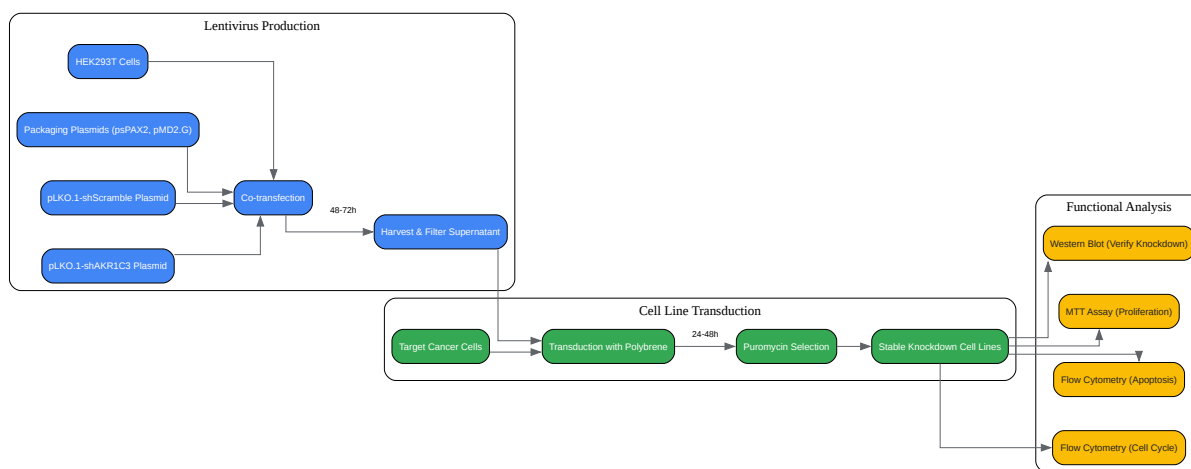 Lentivirus Production
HEK293T Cells
Packaging Plasmids (psPAX2, pMD2.G)
pLKO.1-shScramble Plasmid
Co-transfection
48-72h
pLKO.1-shAKR1C3 Plasmid
Harvest & Filter Supernatant
Cell Line Transduction
Target Cancer Cells
Transduction with Polybrene
24-48h
Puromycin Selection
Stable Knockdown Cell Lines
Functional Analysis
Western Blot (Verify Knockdown)
MTT Assay (Proliferation)
Flow Cytometry (Apoptosis)
Flow Cytometry (Cell Cycle)